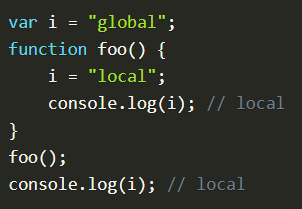 var i = "global";
function foo() {
    i = "local";
    console.log(i); // local
}
foo();
console.log(i); // local